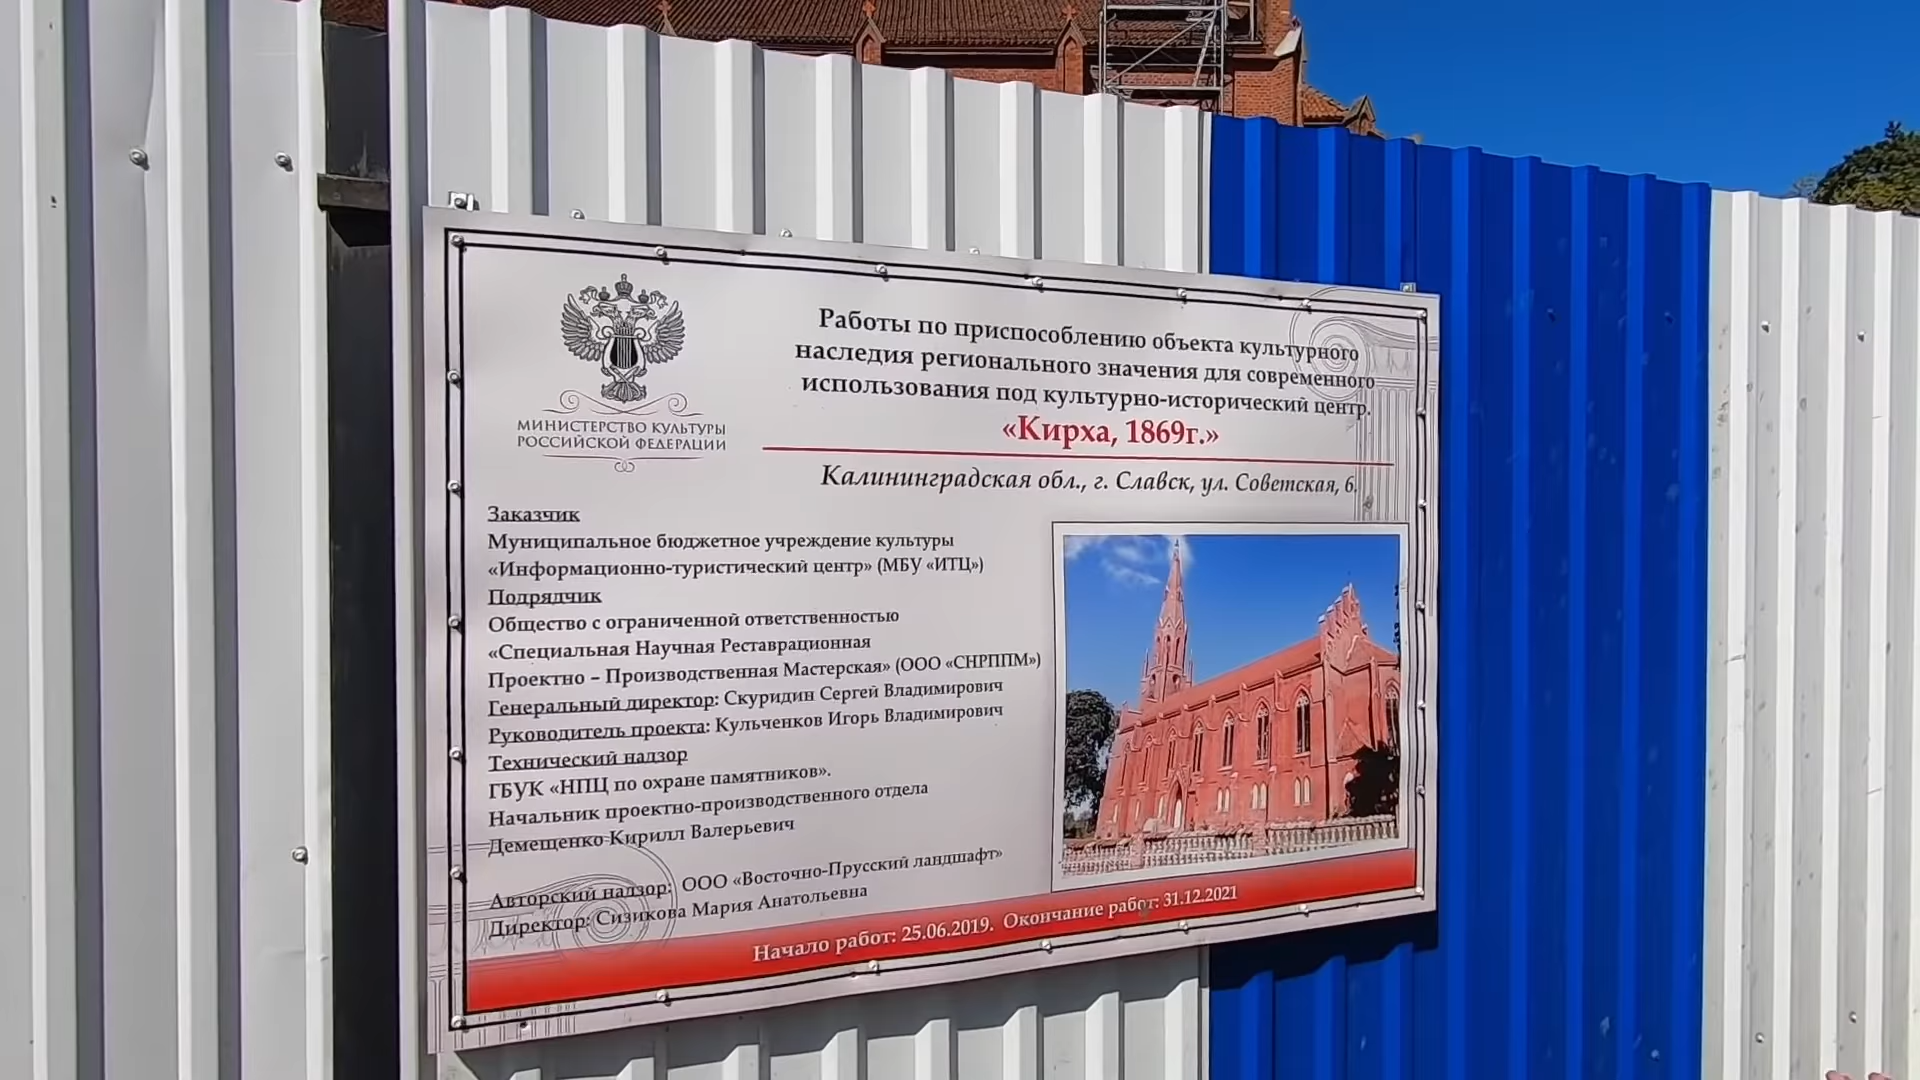 МИНИСТЕРСТВО КУЛЬТУРЫ
РОССИЙСКОЙ ФЕДЕРАЦИИ
Работы по приспособлению объекта культурного
наследия регионального значения для современного
использования под культурно-исторический центр.
«Кирха, 1869г.»
Калининградская обл., г. Славск, ул. Советская, 6.
Заказчик
Муниципальное бюджетное учреждение культуры
«Информационно-туристический центр» (МБУ «ИТЦ»)
Подрядчик
Общество с ограниченной ответственностью
«Специальная Научная Реставрационная
Проектно – Производственная Мастерская» (ООО «СНРППМ»)
Генеральный директор: Скуридин Сергей Владимирович
Руководитель проекта: Кульченков Игорь Владимирович
Технический надзор
ГБУК «НПЦ по охране памятников».
Начальник проектно-производственного отдела
Демещенко Кирилл Валерьевич
Авторский надзор: ООО «Восточно-Прусский ландшафт»
Директор: Сизикова Мария Анатольевна
Начало работ: 25.06.2019. Окончание работ: 31.12.2021